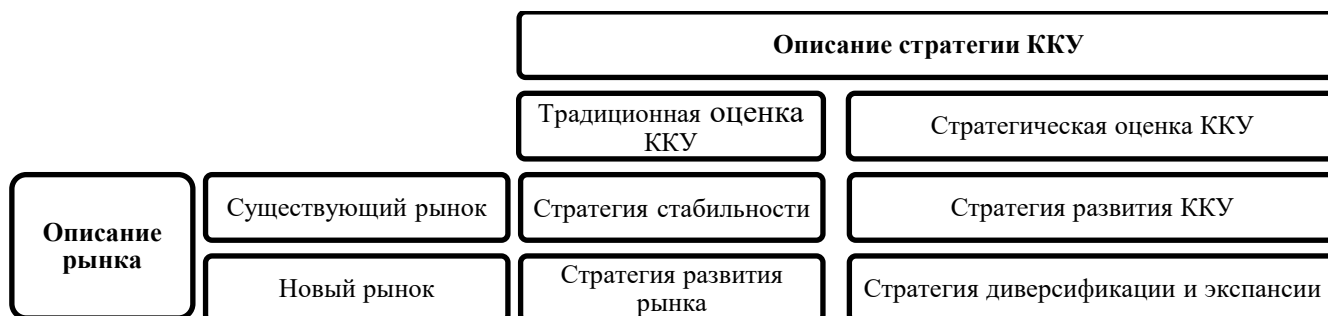 Описание стратегии ККУ
Традиционная оценка
ККУ
Стратегическая оценка ККУ
Описание
рынка
Существующий рынок
Стратегия стабильности
Стратегия развития ККУ
Новый рынок
Стратегия развития
рынка
Стратегия диверсификации и экспансии